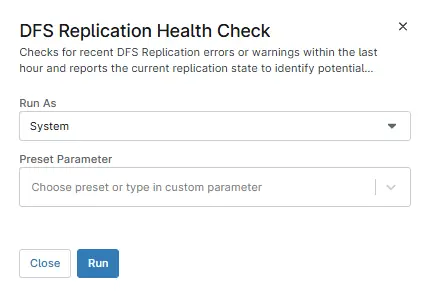 DFS Replication Health Check
Checks for recent DFS Replication errors or warnings within the last
hour and reports the current replication state to identify potential...
Run As
System
Preset Parameter
Choose preset or type in custom parameter
Close
Run